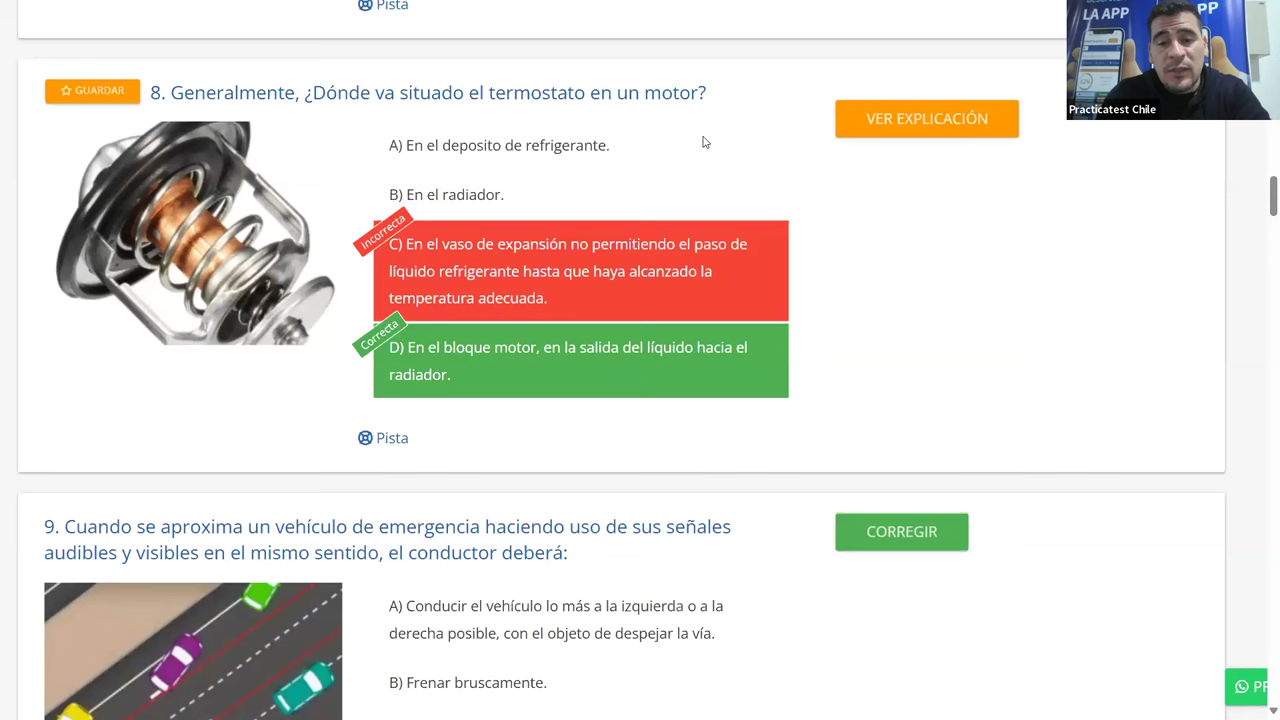 Pista
LA APP
PP
Practicatest Chile
GUARDAR
8. Generalmente, ¿Dónde va situado el termostato en un motor?
VER EXPLICACIÓN
A) En el deposito de refrigerante.
B) En el radiador.
Incorrecta
C) En el vaso de expansión no permitiendo el paso de
líquido refrigerante hasta que haya alcanzado la
temperatura adecuada.
Correcta
D) En el bloque motor, en la salida del líquido hacia el
radiador.
Pista
9. Cuando se aproxima un vehículo de emergencia haciendo uso de sus señales
audibles y visibles en el mismo sentido, el conductor deberá:
CORREGIR
A) Conducir el vehículo lo más a la izquierda o a la
derecha posible, con el objeto de despejar la vía.
B) Frenar bruscamente.